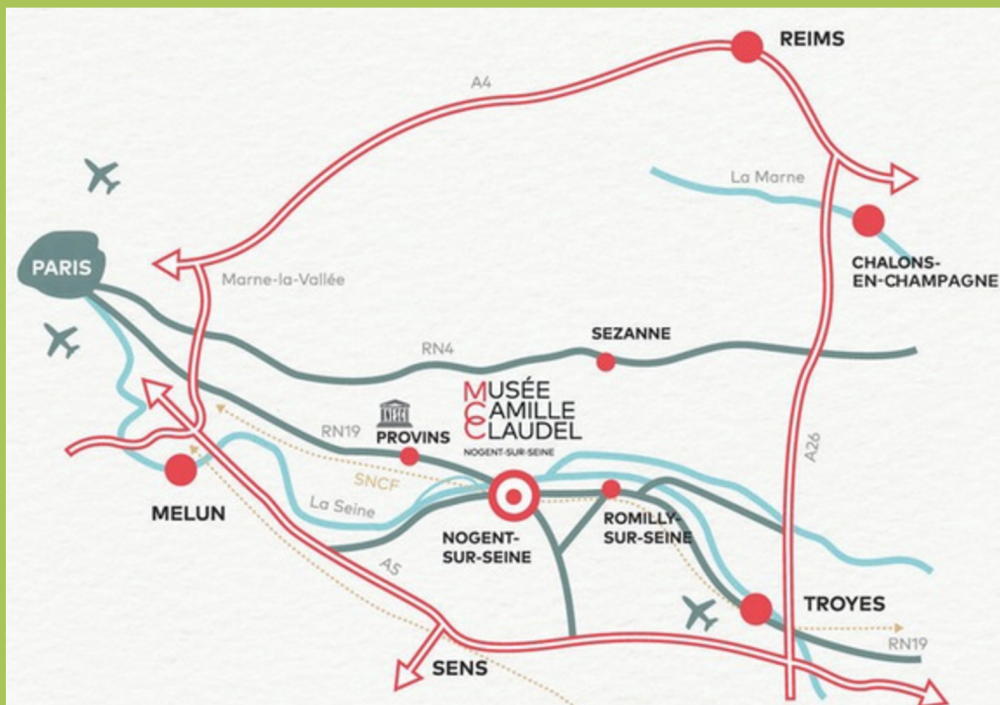 REIMS
A4
La Marne
PARIS
Marne-la-Vallée
CHALONS-
EN-CHAMPAGNE
SEZANNE
RN4
MUSÉE
CAMILLE
CLAUDEL
NOGENT-SUR-SEINE
UNESCO
RN19
PROVINS
A26
SNCF
MELUN
La Seine
NOGENT-
SUR-SEINE
ROMILLY-
SUR-SEINE
A5
TROYES
RN19
SENS